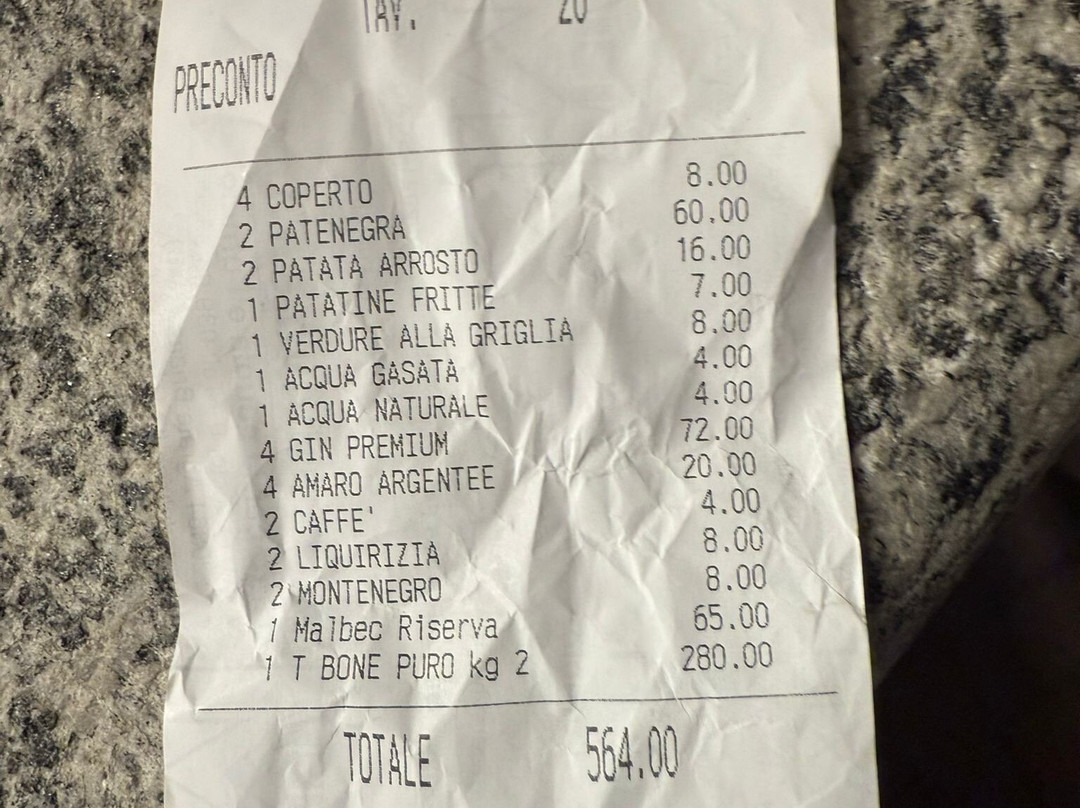 TAV. 20
PRECONTO
4 COPERTO 8.00
2 PATENEGRA 60.00
2 PATATA ARROSTO 16.00
1 PATATINE FRITTE 7.00
1 VERDURE ALLA GRIGLIA 8.00
1 ACQUA GASATA 4.00
1 ACQUA NATURALE 4.00
4 GIN PREMIUM 72.00
4 AMARO ARGENTEE 20.00
2 CAFFE' 4.00
2 LIQUIRIZIA 8.00
2 MONTENEGRO 8.00
1 Malbec Riserva 65.00
1 T BONE PURO kg 2 280.00
TOTALE 564.00